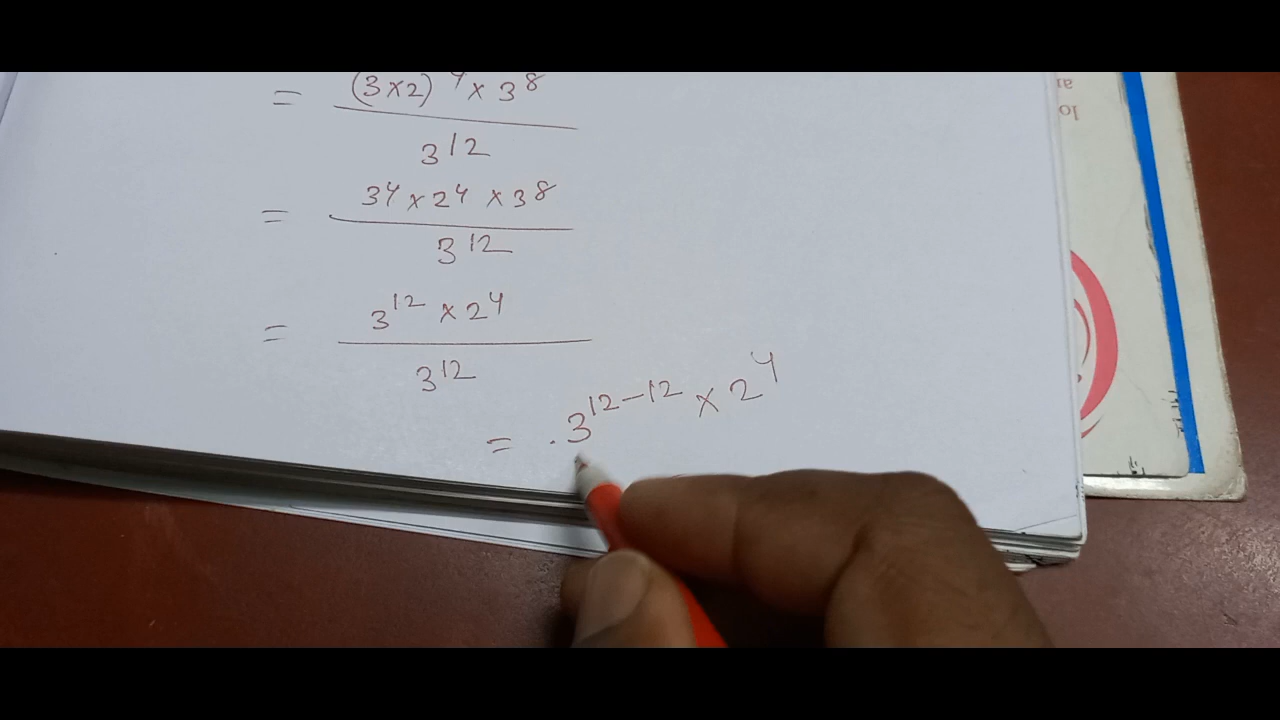 = (3×2)⁴ × 3⁸
3¹²
= 3⁴ × 2⁴ × 3⁸
3¹²
= 3¹² × 2⁴
3¹²
= .3¹²⁻¹² × 2⁴